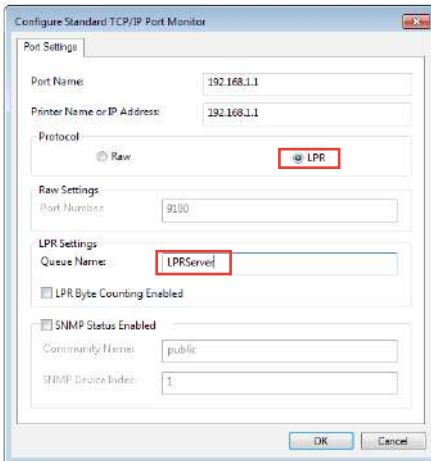 Configure Standard TCP/IP Port Monitor
Port Settings
Port Name: 192.168.1.1
Printer Name or IP Address: 192.168.1.1
Protocol
Raw LPR
Raw Settings
Port Number: 9100
LPR Settings
Queue Name: LPRServer
LPR Byte Counting Enabled
SNMP Status Enabled
Community Name: public
SNMP Device Index: 1
OK Cancel